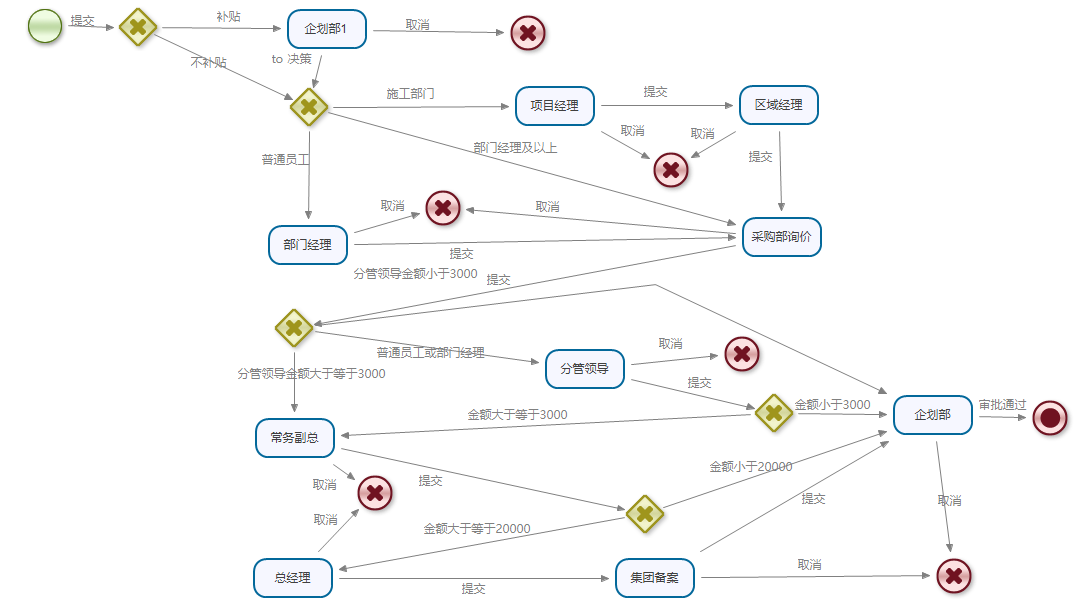 提交
补贴
企划部1
取消
不补贴
to 决策
施工部门
项目经理
提交
区域经理
取消
取消
部门经理及以上
提交
普通员工
取消
取消
部门经理
采购部询价
提交
分管领导金额小于3000
提交
普通员工或部门经理
取消
分管领导
分管领导金额大于等于3000
提交
金额小于3000
企划部
审批通过
金额大于等于3000
常务副总
金额小于20000
提交
取消
提交
取消
取消
金额大于等于20000
取消
总经理
提交
集团备案